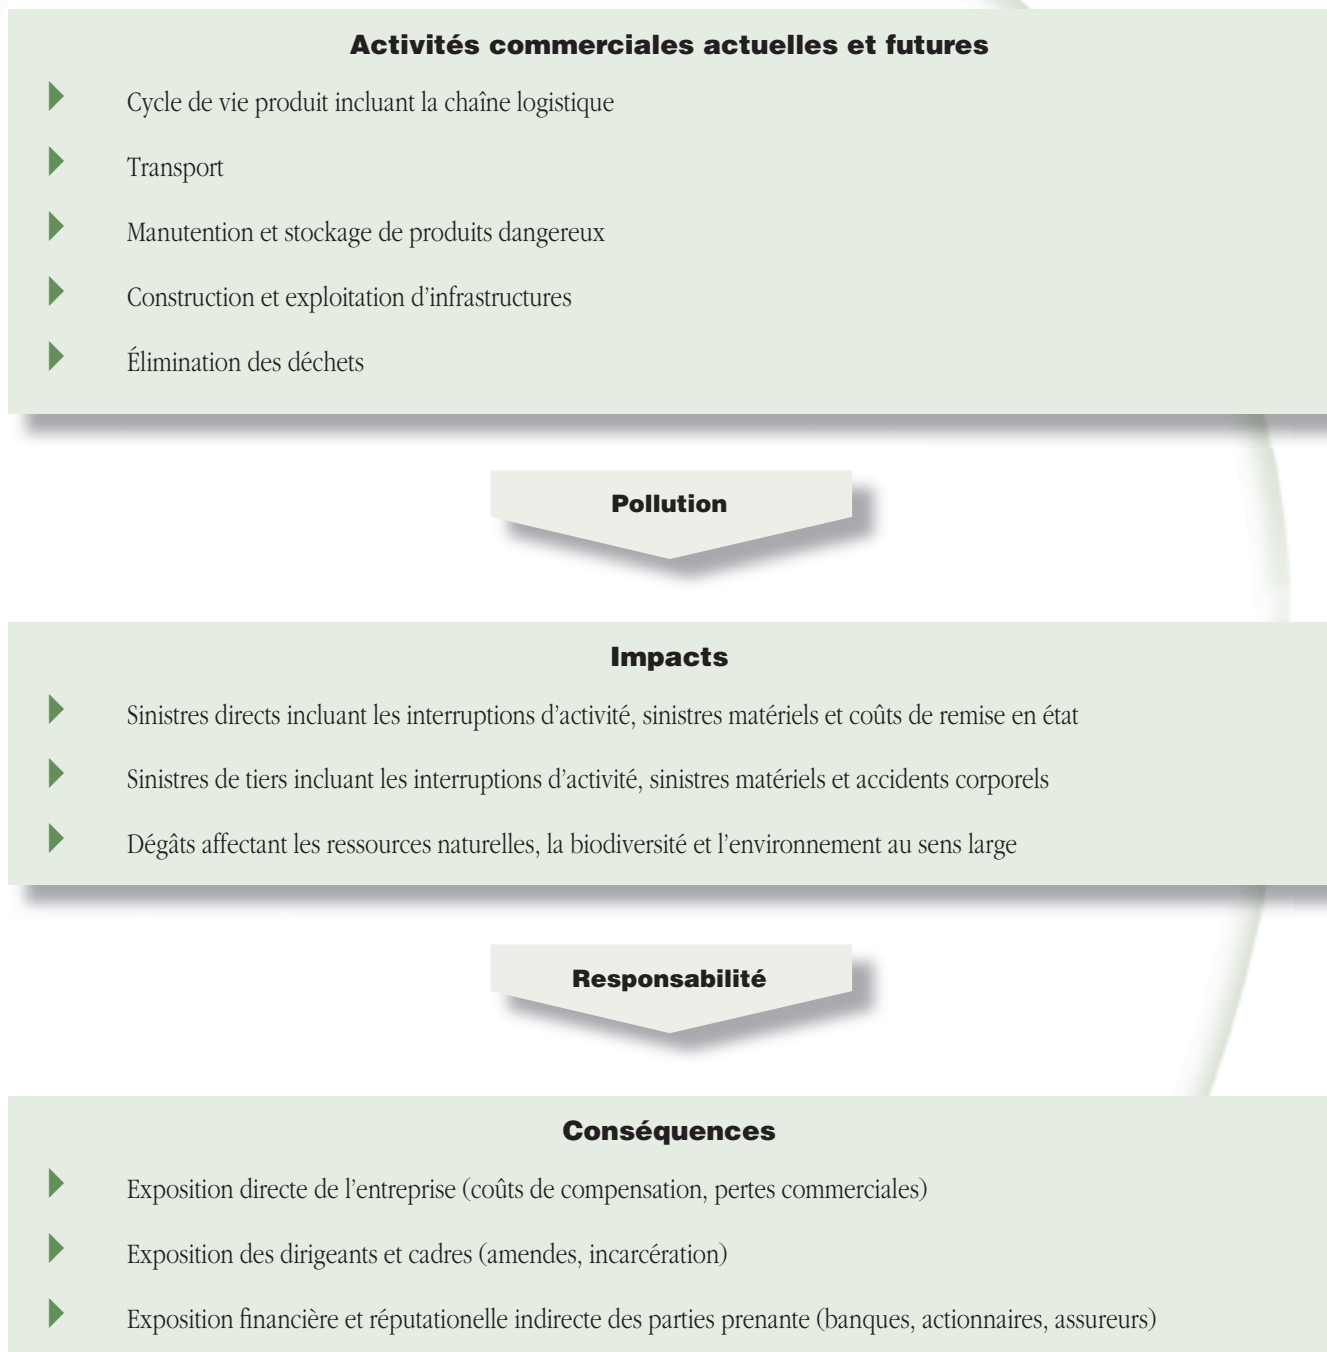 Activités commerciales actuelles et futures
Cycle de vie produit incluant la chaîne logistique
Transport
Manutention et stockage de produits dangereux
Construction et exploitation d'infrastructures
Élimination des déchets
Pollution
Impacts
Sinistres directs incluant les interruptions d'activité, sinistres matériels et coûts de remise en état
Sinistres de tiers incluant les interruptions d'activité, sinistres matériels et accidents corporels
Dégâts affectant les ressources naturelles, la biodiversité et l'environnement au sens large
Responsabilité
Conséquences
Exposition directe de l'entreprise (coûts de compensation, pertes commerciales)
Exposition des dirigeants et cadres (amendes, incarcération)
Exposition financière et réputationelle indirecte des parties prenante (banques, actionnaires, assureurs)